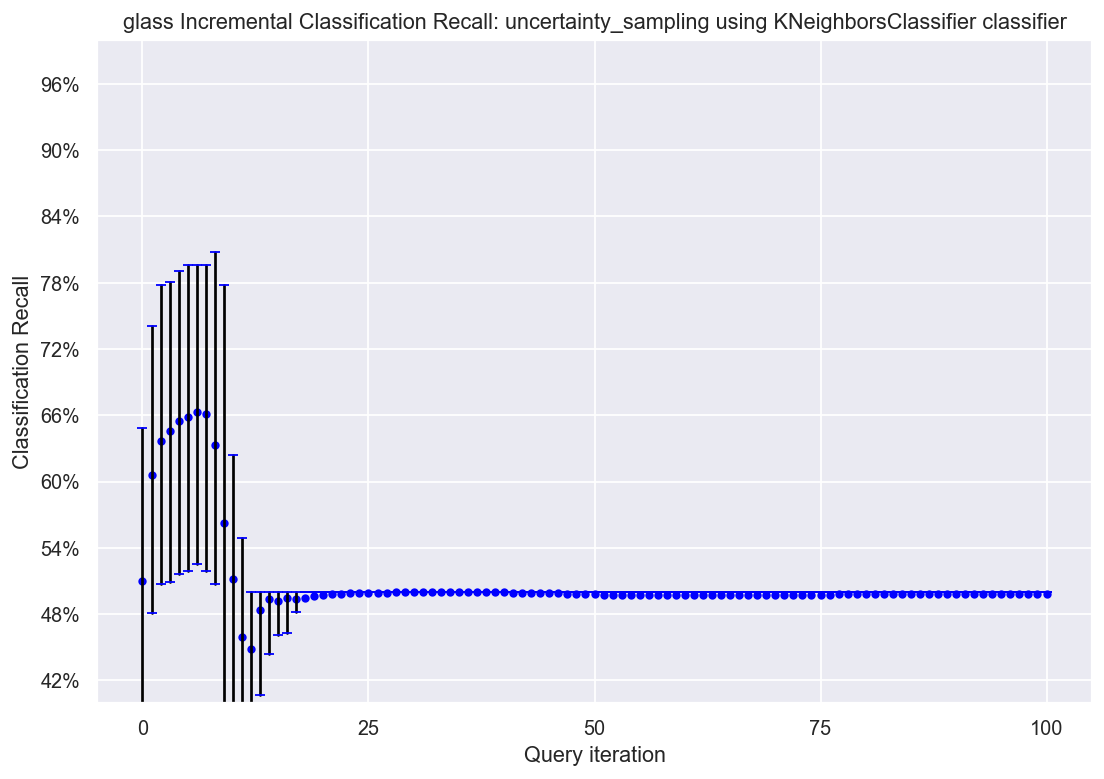 glass Incremental Classification Recall: uncertainty_sampling using KNeighborsClassifier classifier
96%
90%
84%
78%
72%
66%
60%
54%
48%
42%
Classification Recall
0 25 50 75 100
Query iteration